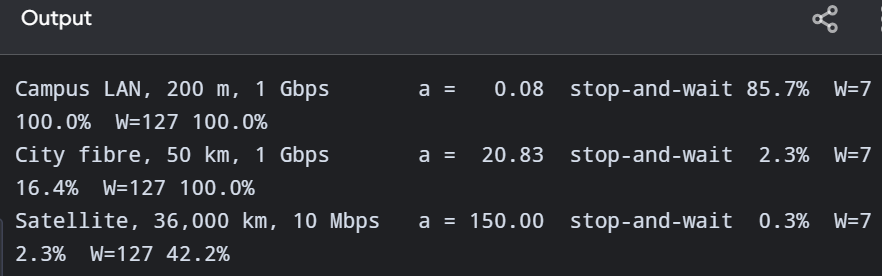 Output
Campus LAN, 200 m, 1 Gbps       a =   0.08  stop-and-wait 85.7%  W=7
100.0%  W=127 100.0%
City fibre, 50 km, 1 Gbps       a =  20.83  stop-and-wait  2.3%  W=7
16.4%  W=127 100.0%
Satellite, 36,000 km, 10 Mbps   a = 150.00  stop-and-wait  0.3%  W=7
2.3%  W=127 42.2%